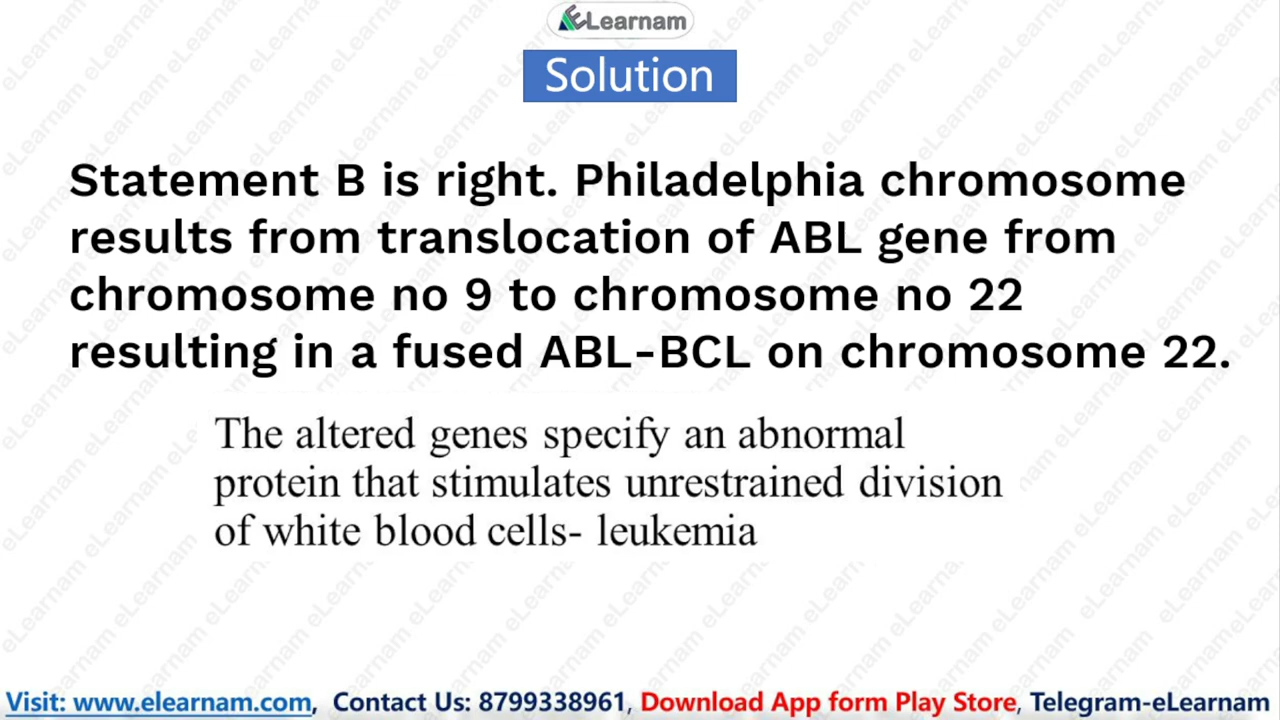 ELearnam
Solution
Statement B is right. Philadelphia chromosome
results from translocation of ABL gene from
chromosome no 9 to chromosome no 22
resulting in a fused ABL-BCL on chromosome 22.
The altered genes specify an abnormal
protein that stimulates unrestrained division
of white blood cells- leukemia
Visit: www.elearnam.com, Contact Us: 8799338961, Download App form Play Store, Telegram-eLearnam